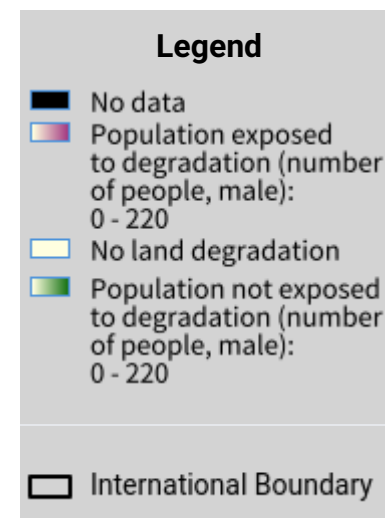 Legend
No data
Population exposed
to degradation (number
of people, male):
0 - 220
No land degradation
Population not exposed
to degradation (number
of people, male):
0 - 220
International Boundary